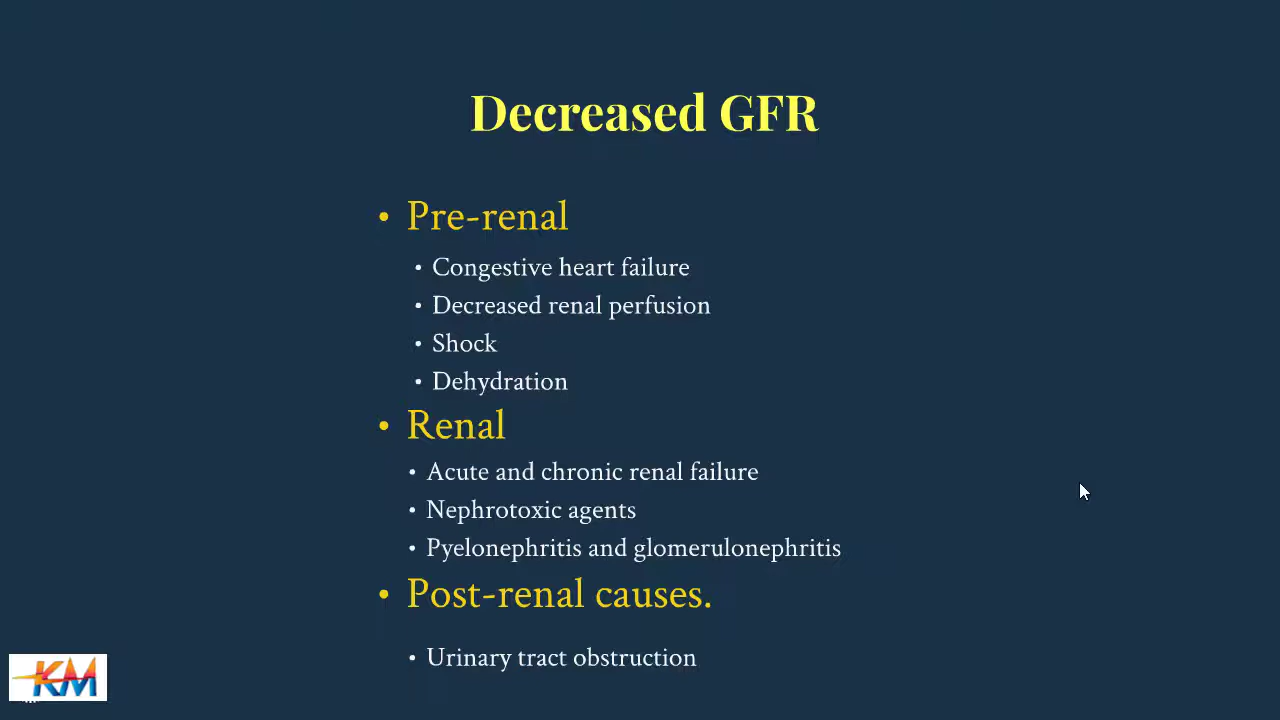 Decreased GFR
• Pre-renal
• Congestive heart failure
• Decreased renal perfusion
• Shock
• Dehydration
• Renal
• Acute and chronic renal failure
• Nephrotoxic agents
• Pyelonephritis and glomerulonephritis
• Post-renal causes.
• Urinary tract obstruction
KM